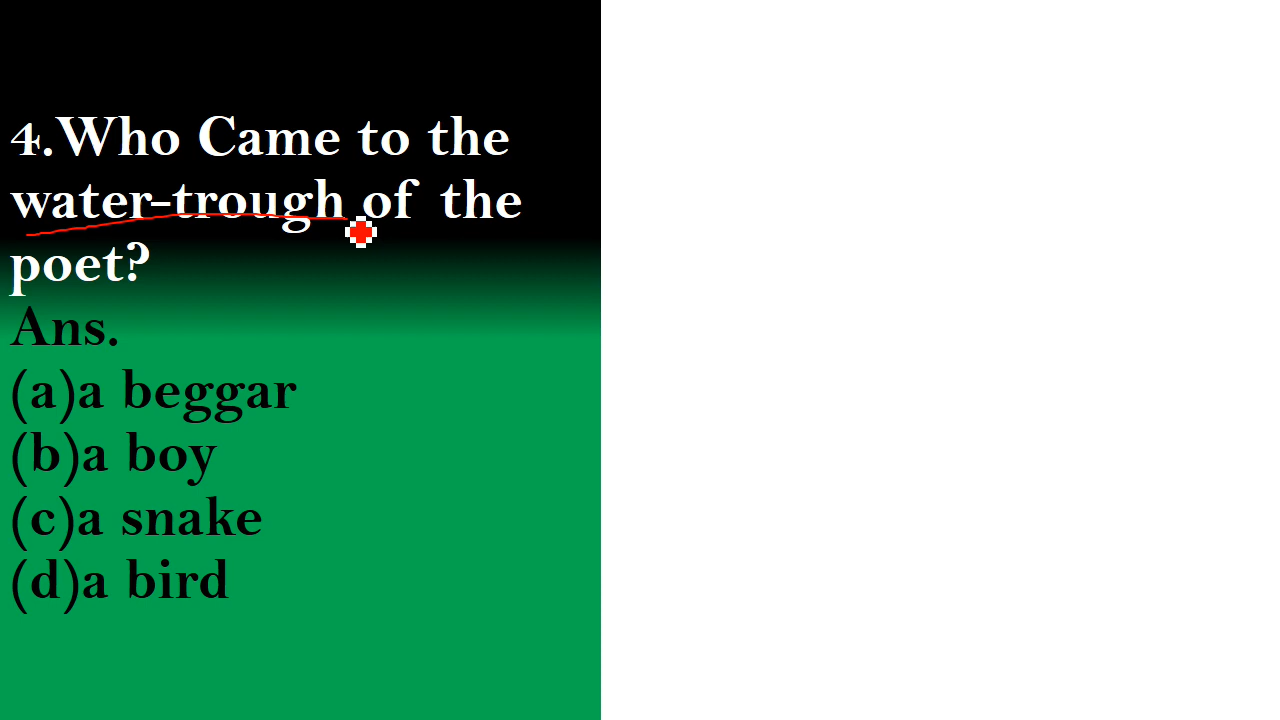 4.Who Came to the
water-trough of the
poet?
Ans.
(a)a beggar
(b)a boy
(c)a snake
(d)a bird